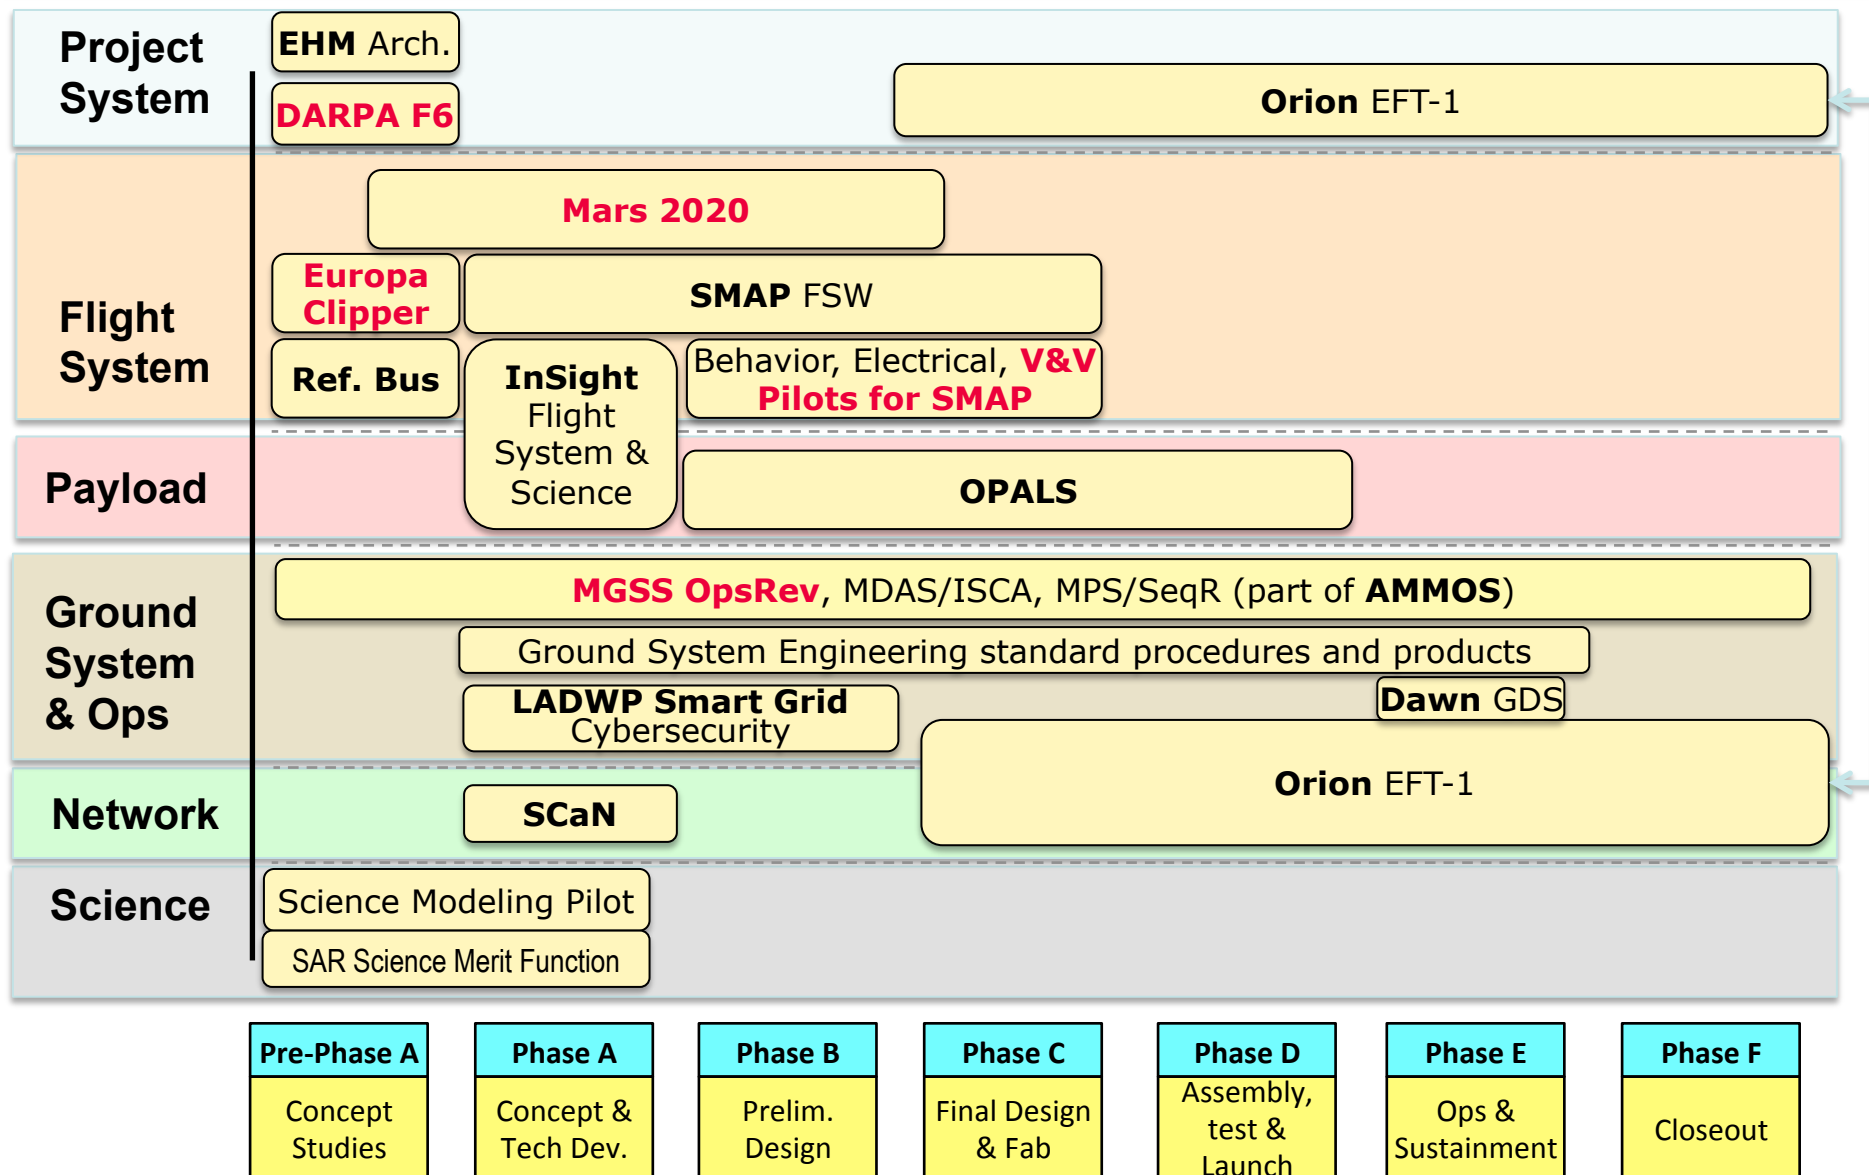 Project
System
EHM Arch.
DARPA F6
Orion EFT-1
Flight
System
Mars 2020
Europa
Clipper
SMAP FSW
Ref. Bus
InSight
Flight
System &
Science
Behavior, Electrical, V&V
Pilots for SMAP
Payload
OPALS
Ground
System
& Ops
MGSS OpsRev, MDAS/ISCA, MPS/SeqR (part of AMMOS)
Ground System Engineering standard procedures and products
LADWP Smart Grid
Cybersecurity
Dawn GDS
Orion EFT-1
Network
SCaN
Science
Science Modeling Pilot
SAR Science Merit Function
Pre-Phase A
Concept
Studies
Phase A
Concept &
Tech Dev.
Phase B
Prelim.
Design
Phase C
Final Design
& Fab
Phase D
Assembly,
test &
Launch
Phase E
Ops &
Sustainment
Phase F
Closeout